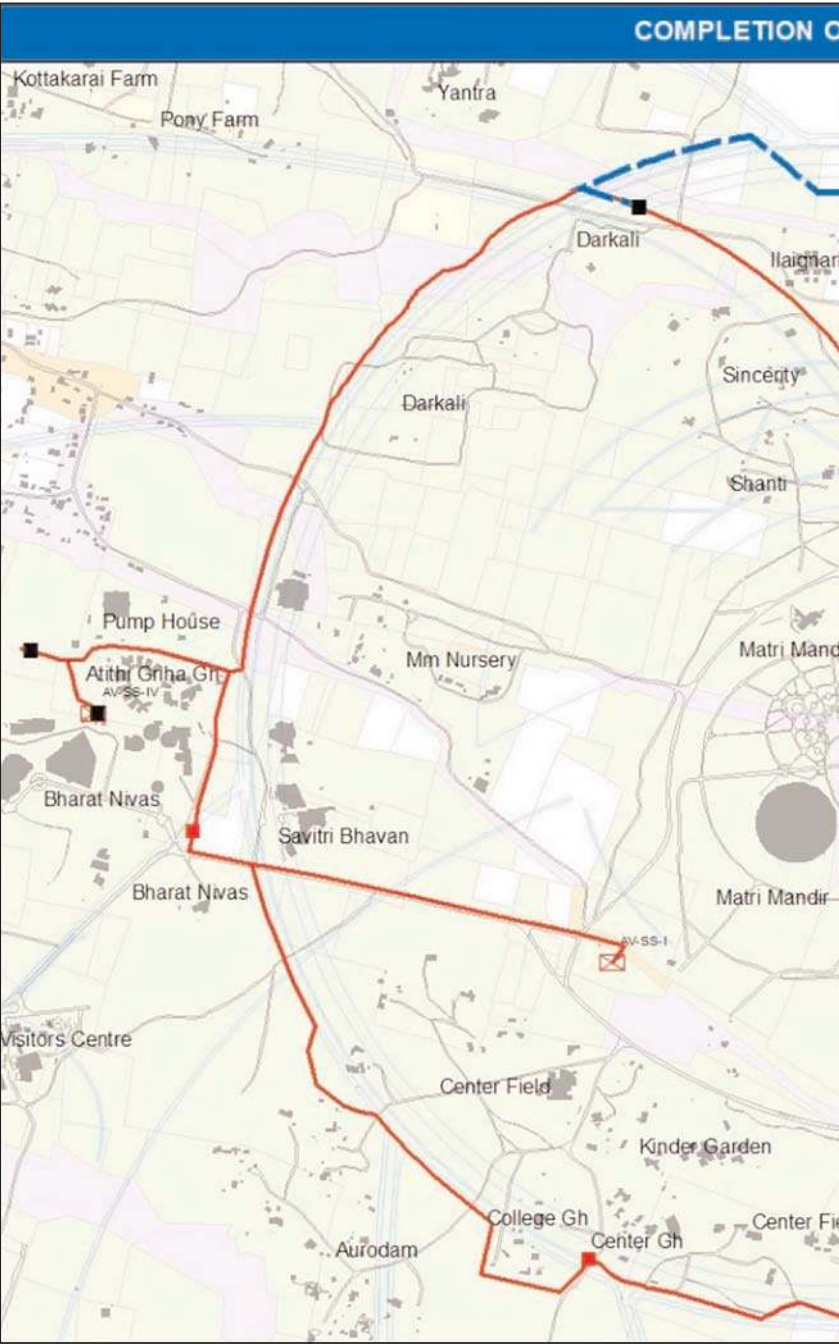 COMPLETION O
Kottakarai Farm
Yantra
Pony Farm
Darkali
Ilaignar
Sincerity
Darkali
Shanti
Pump House
Matri Mand
Mm Nursery
Atithi Griha Gh
AV-SS-IV
Bharat Nivas
Savitri Bhavan
Bharat Nivas
Matri Mandir
AV-SS-I
Visitors Centre
Center Field
Kinder Garden
College Gh
Center Fie
Center Gh
Aurodam